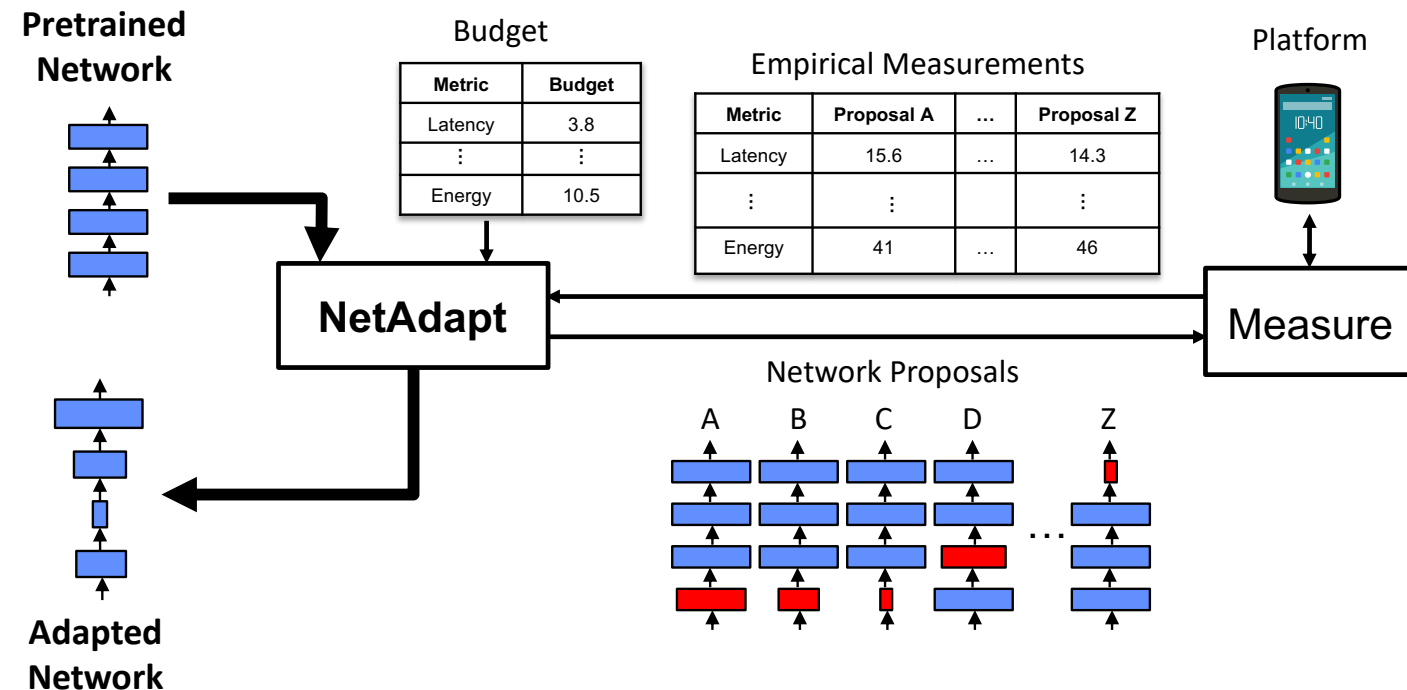 Pretrained
Network
Budget
Metric Budget
Latency 3.8
⋮ ⋮
Energy 10.5
Empirical Measurements
Metric Proposal A … Proposal Z
Latency 15.6 … 14.3
⋮ ⋮ ⋮
Energy 41 … 46
Platform
10:40
NetAdapt
Measure
Network Proposals
A B C D Z
...
Adapted
Network